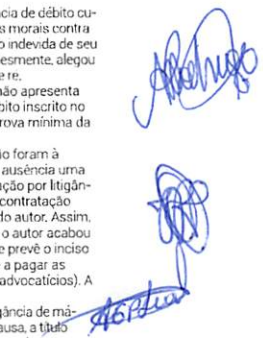 cia de débito cu-
s morais contra
o indevida de seu
esmente, alegou
e re.
não apresenta
bito inscrito no
rova mínima da
o foram à
ausência uma
ação por litigân-
contratação
do autor. Assim,
o autor acabou
e prevê o inciso
a pagar as
advocatícios). A
gância de má-
ausa, a título